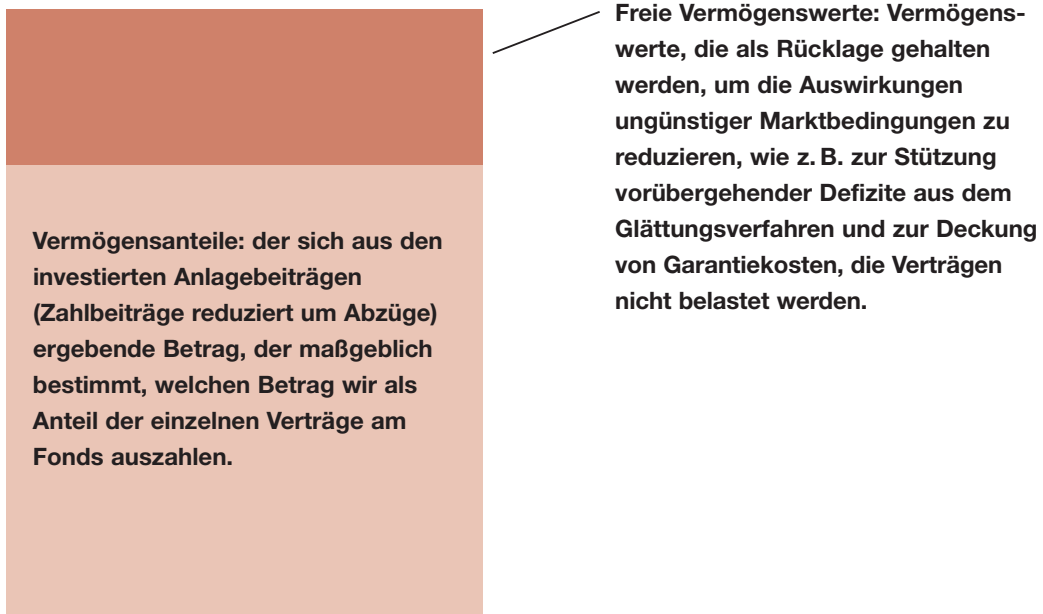 Freie Vermögenswerte: Vermögens-
werte, die als Rücklage gehalten
werden, um die Auswirkungen
ungünstiger Marktbedingungen zu
reduzieren, wie z. B. zur Stützung
vorübergehender Defizite aus dem
Glättungsverfahren und zur Deckung
von Garantiekosten, die Verträgen
nicht belastet werden.
Vermögensanteile: der sich aus den
investierten Anlagebeiträgen
(Zahlbeiträge reduziert um Abzüge)
ergebende Betrag, der maßgeblich
bestimmt, welchen Betrag wir als
Anteil der einzelnen Verträge am
Fonds auszahlen.